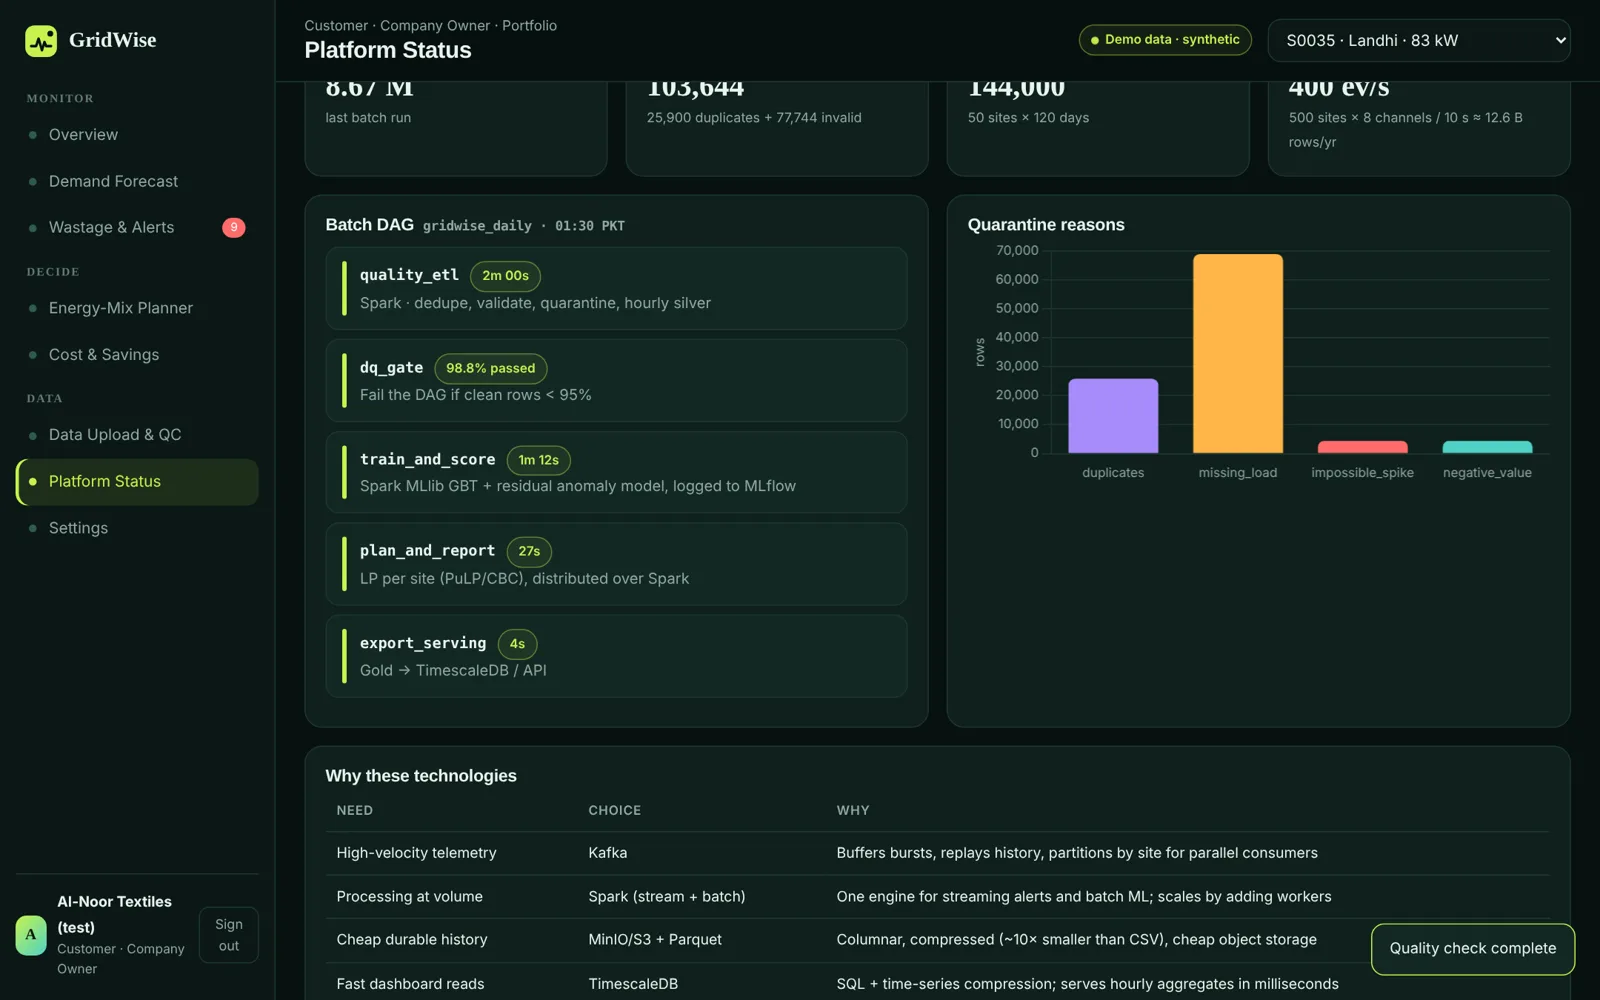 GridWise
MONITOR
Overview
Demand Forecast
Wastage & Alerts
9
DECIDE
Energy-Mix Planner
Cost & Savings
DATA
Data Upload & QC
Platform Status
Settings
A
Al-Noor Textiles (test)
Customer · Company Owner
Sign out
Customer · Company Owner · Portfolio
Platform Status
Demo data · synthetic
S0035 · Landhi · 83 kW
8.67 M
last batch run
103,644
25,900 duplicates + 77,744 invalid
144,000
50 sites × 120 days
400 ev/s
500 sites × 8 channels / 10 s ≈ 12.6 B
rows/yr
Batch DAG gridwise_daily · 01:30 PKT
quality_etl 2m 00s
Spark · dedupe, validate, quarantine, hourly silver
dq_gate 98.8% passed
Fail the DAG if clean rows < 95%
train_and_score 1m 12s
Spark MLlib GBT + residual anomaly model, logged to MLflow
plan_and_report 27s
LP per site (PuLP/CBC), distributed over Spark
export_serving 4s
Gold → TimescaleDB / API
Quarantine reasons
70,000
60,000
50,000
40,000
30,000
20,000
10,000
0
rows
duplicates missing_load impossible_spike negative_value
Why these technologies
NEED CHOICE WHY
High-velocity telemetry Kafka Buffers bursts, replays history, partitions by site for parallel consumers
Processing at volume Spark (stream + batch) One engine for streaming alerts and batch ML; scales by adding workers
Cheap durable history MinIO/S3 + Parquet Columnar, compressed (~10× smaller than CSV), cheap object storage
Fast dashboard reads TimescaleDB SQL + time-series compression; serves hourly aggregates in milliseconds
Quality check complete